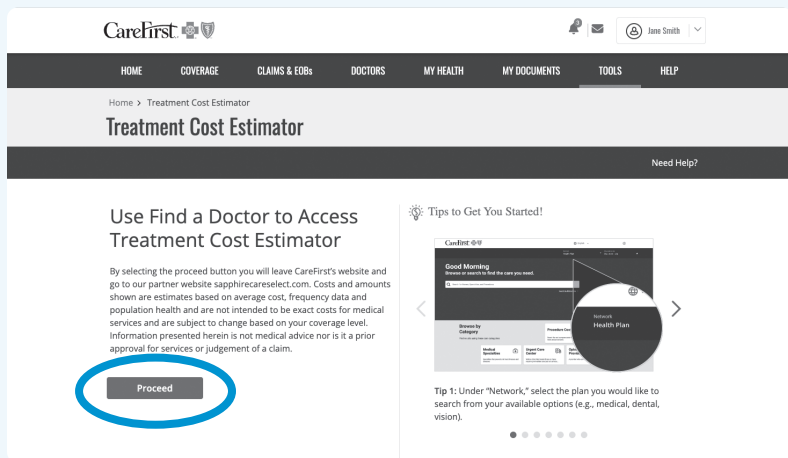 CareFirst
3
Jane Smith
HOME COVERAGE CLAIMS & EOBs DOCTORS MY HEALTH MY DOCUMENTS TOOLS HELP
Home > Treatment Cost Estimator
Treatment Cost Estimator
Need Help?
Use Find a Doctor to Access
Treatment Cost Estimator
By selecting the proceed button you will leave CareFirst's website and
go to our partner website sapphirecareselect.com. Costs and amounts
shown are estimates based on average cost, frequency data and
population health and are not intended to be exact costs for medical
services and are subject to change based on your coverage level.
Information presented herein is not medical advice nor is it a prior
approval for services or judgement of a claim.
Proceed
Tips to Get You Started!
CareFirst
Good Morning
Browse or search to find the care you need.
Network
Health Plan
Browse by
Category
Procedure
Medical
Specialties
Urgent Care
Center
Tip 1: Under "Network," select the plan you would like to
search from your available options (e.g., medical, dental,
vision).